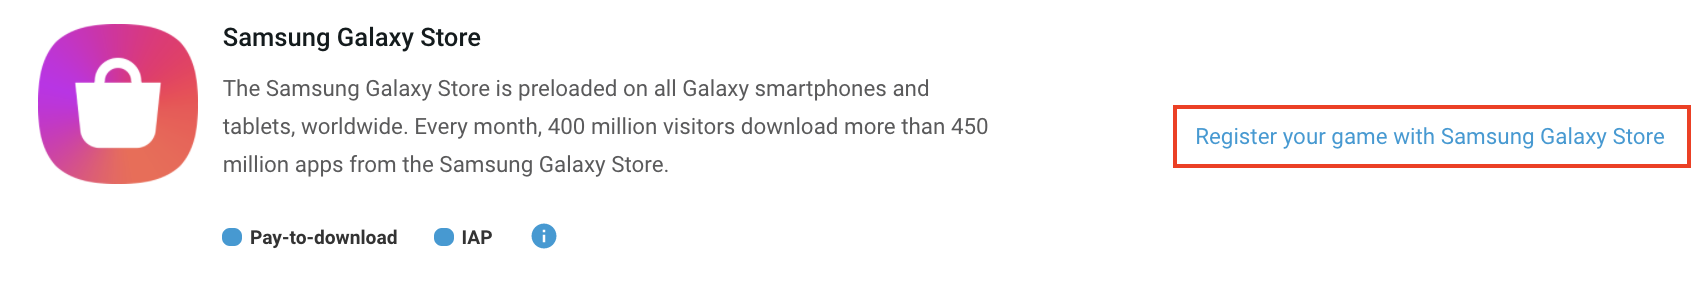 Samsung Galaxy Store
The Samsung Galaxy Store is preloaded on all Galaxy smartphones and
tablets, worldwide. Every month, 400 million visitors download more than 450
million apps from the Samsung Galaxy Store.
Register your game with Samsung Galaxy Store
Pay-to-download IAP i